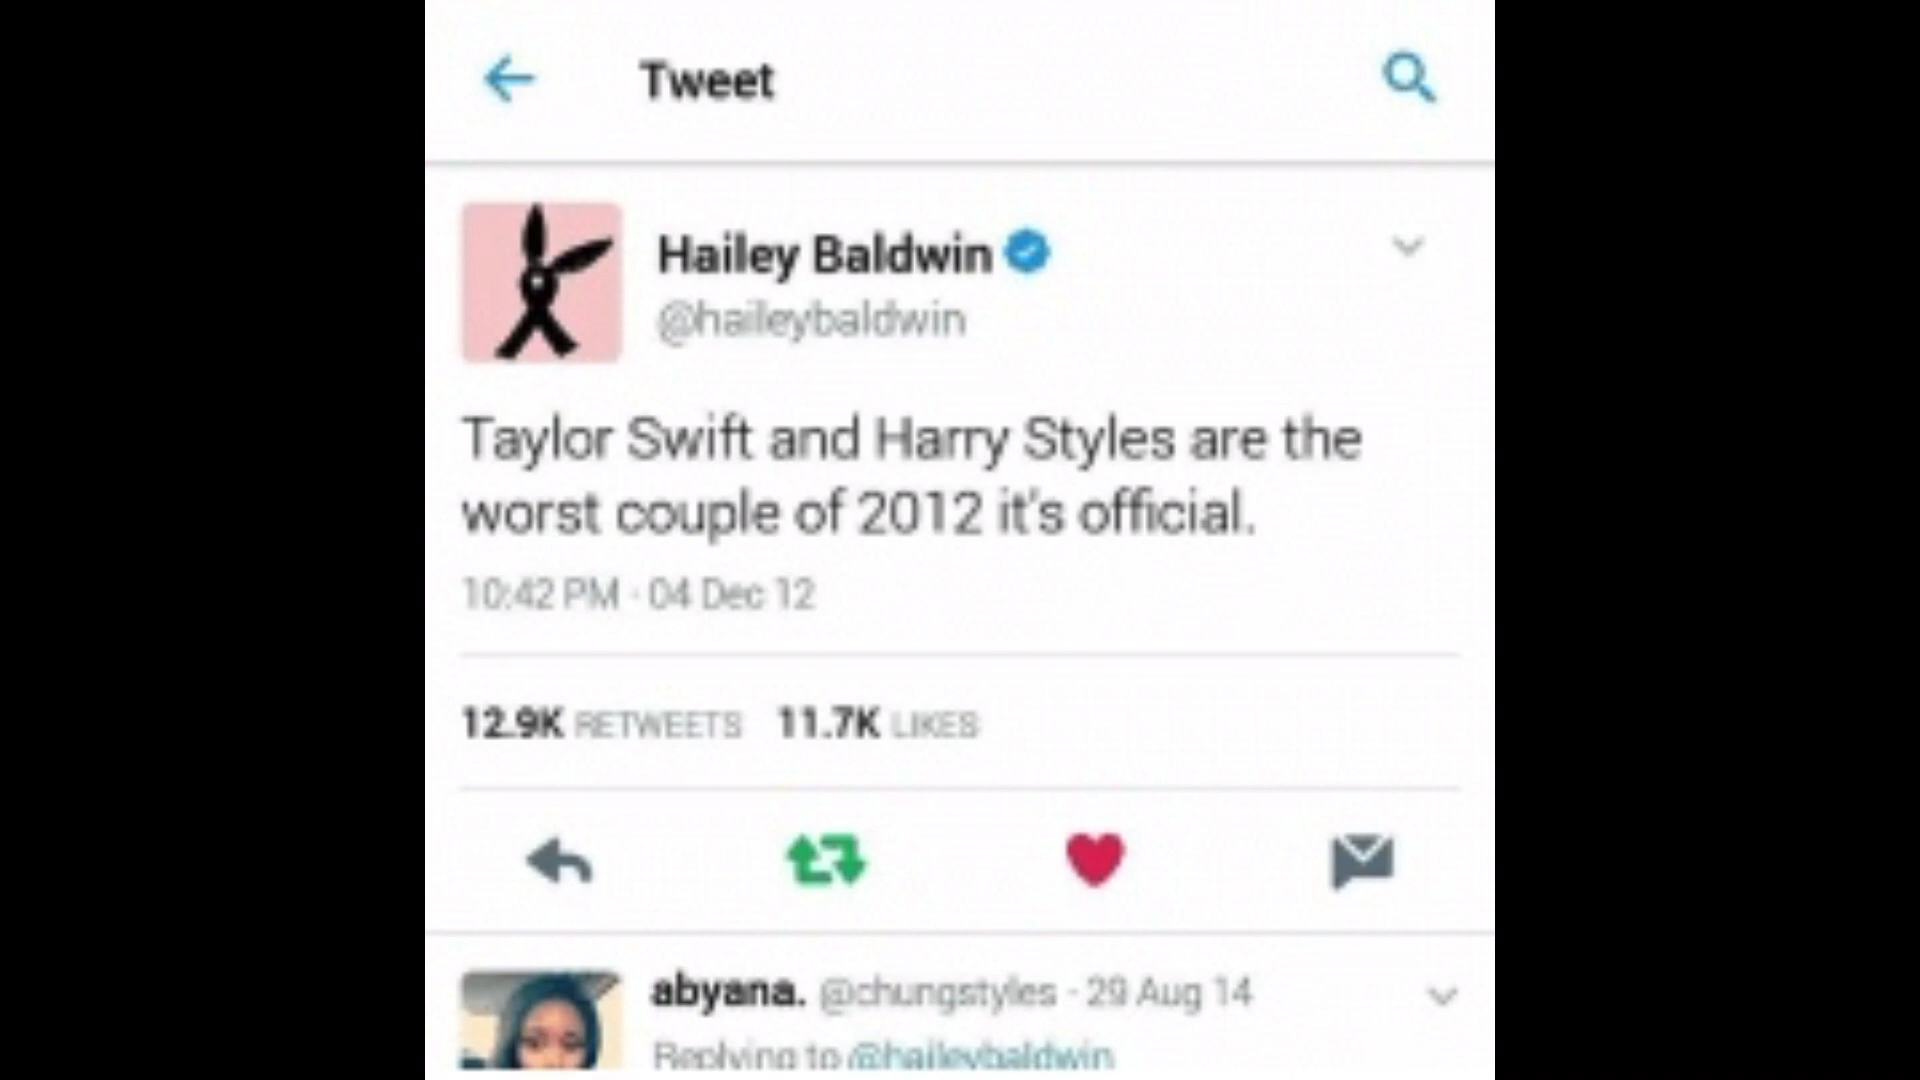 Tweet
Hailey Baldwin
@haileybaldwin
Taylor Swift and Harry Styles are the
worst couple of 2012 it's official.
10:42 PM · 04 Dec 12
12.9K RETWEETS 11.7K LIKES
abyana. @chungstyles · 29 Aug 14
Replying to @haileybaldwin